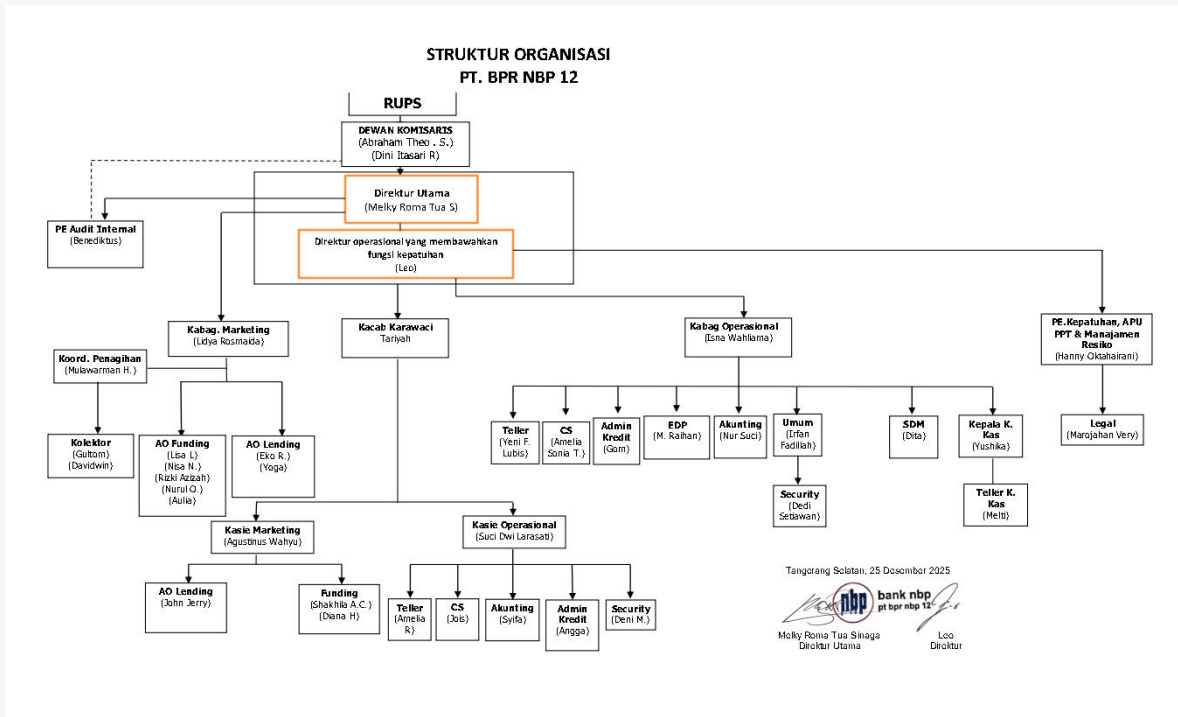 STRUKTUR ORGANISASI
PT. BPR NBP 12
RUPS
DEWAN KOMISARIS
(Abraham Theo . S.)
(Dini Itasari R)
Direktur Utama
(Melky Roma Tua S)
PE Audit Internal
(Benediktus)
Direktur operasional yang membawahkan
fungsi kepatuhan
(Leo)
Kabag. Marketing
(Lidya Rosmaida)
Kacab Karawaci
Tariyah
Kabag Operasional
(Isna Wahliama)
PE.Kepatuhan, APU
PPT & Manajamen
Resiko
(Hanny Oktahairani)
Koord. Penagihan
(Mulawarman H.)
Kolektor
(Gultom)
(Davidwin)
AO Funding
(Lisa L)
(Nisa N.)
(Rizki Azizah)
(Nurul O.)
(Aulia)
AO Lending
(Eko R.)
(Yoga)
Teller
(Yeni F.
Lubis)
CS
(Amelia
Sonia T.)
Admin
Kredit
(Gom)
EDP
(M. Raihan)
Akunting
(Nur Suci)
Umum
(Irfan
Fadillah)
SDM
(Dita)
Kepala K.
Kas
(Yushika)
Legal
(Marojahan Very)
Security
(Dedi
Setiawan)
Teller K.
Kas
(Melti)
Kasie Marketing
(Agustinus Wahyu)
Kasie Operasional
(Suci Dwi Larasati)
AO Lending
(John Jerry)
Funding
(Shakhila A.C.)
(Diana H)
Teller
(Amelia
R)
CS
(Jois)
Akunting
(Syifa)
Admin
Kredit
(Angga)
Security
(Deni M.)
Tangerang Selatan, 25 Desember 2025
nbp
bank nbp
pt bpr nbp 12
Melky Roma Tua Sinaga
Direktur Utama
Leo
Direktur